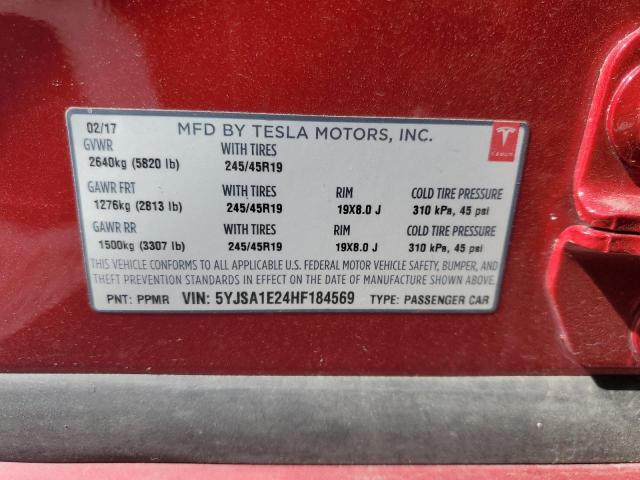 02/17 MFD BY TESLA MOTORS, INC.
GVWR WITH TIRES
2640kg (5820 lb) 245/45R19
GAWR FRT WITH TIRES RIM COLD TIRE PRESSURE
1276kg (2813 lb) 245/45R19 19X8.0 J 310 kPa, 45 psi
GAWR RR WITH TIRES RIM COLD TIRE PRESSURE
1500kg (3307 lb) 245/45R19 19X8.0 J 310 kPa, 45 psi
THIS VEHICLE CONFORMS TO ALL APPLICABLE U.S. FEDERAL MOTOR VEHICLE SAFETY, BUMPER, AND
THEFT PREVENTION STANDARDS IN EFFECT ON THE DATE OF MANUFACTURE SHOWN ABOVE.
PNT: PPMR VIN: 5YJSA1E24HF184569 TYPE: PASSENGER CAR
TESLA